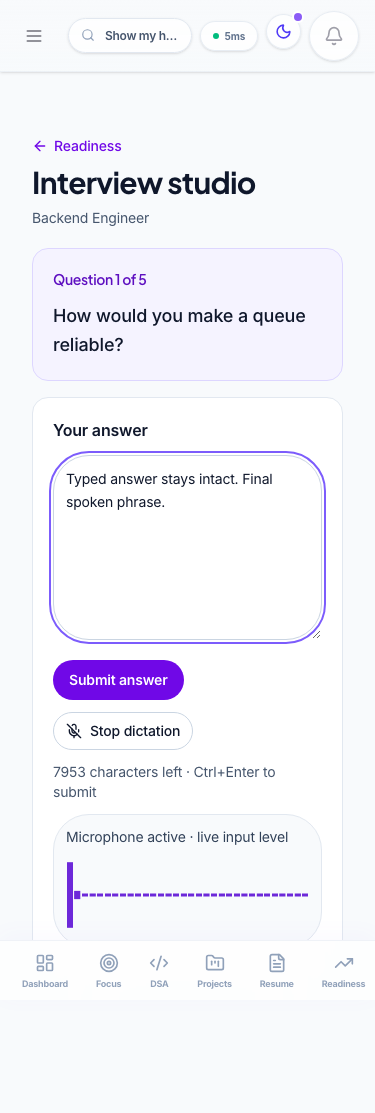 Show my h...
5ms
Readiness
Interview studio
Backend Engineer
Question 1 of 5
How would you make a queue
reliable?
Your answer
Typed answer stays intact. Final
spoken phrase.
Submit answer
Stop dictation
7953 characters left · Ctrl+Enter to
submit
Microphone active · live input level
Dashboard
Focus
DSA
Projects
Resume
Readiness